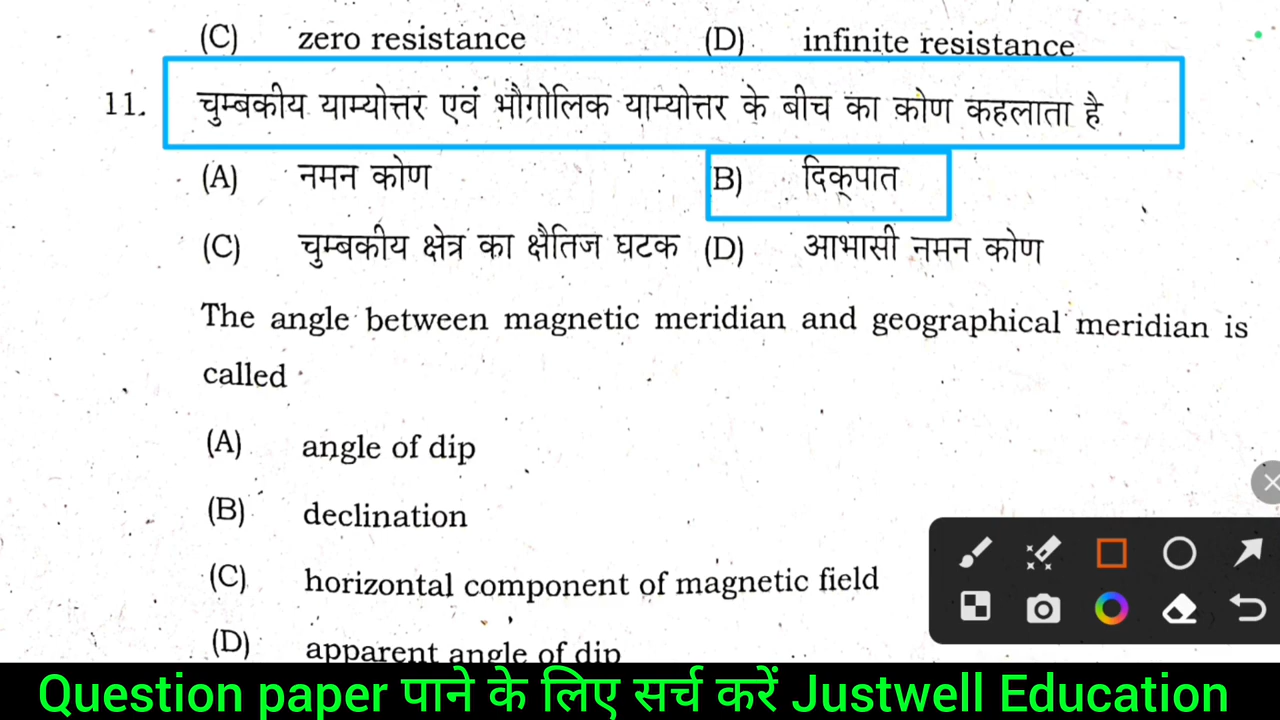 (C) zero resistance (D) infinite resistance
11. चुम्बकीय याम्योत्तर एवं भौगोलिक याम्योत्तर के बीच का कोण कहलाता है
(A) नमन कोण B) दिक्‌पात
(C) चुम्बकीय क्षेत्र का क्षैतिज घटक (D) आभासी नमन कोण
The angle between magnetic meridian and geographical meridian is
called
(A) angle of dip
(B) declination
(C) horizontal component of magnetic field
(D) apparent angle of dip
Question paper पाने के लिए सर्च करें Justwell Education